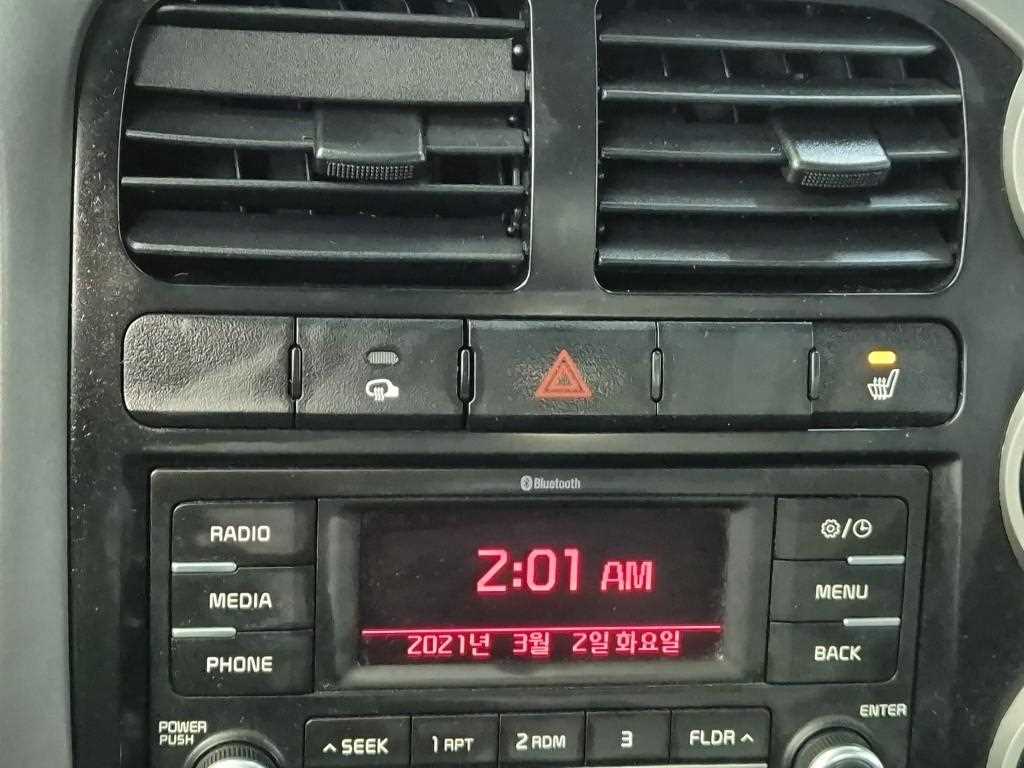 Bluetooth
RADIO
MEDIA
PHONE
2:01 AM
2021년 3월 2일 화요일
MENU
BACK
POWER
PUSH
ENTER
SEEK
1 RPT
2 RDM
3
FLDR